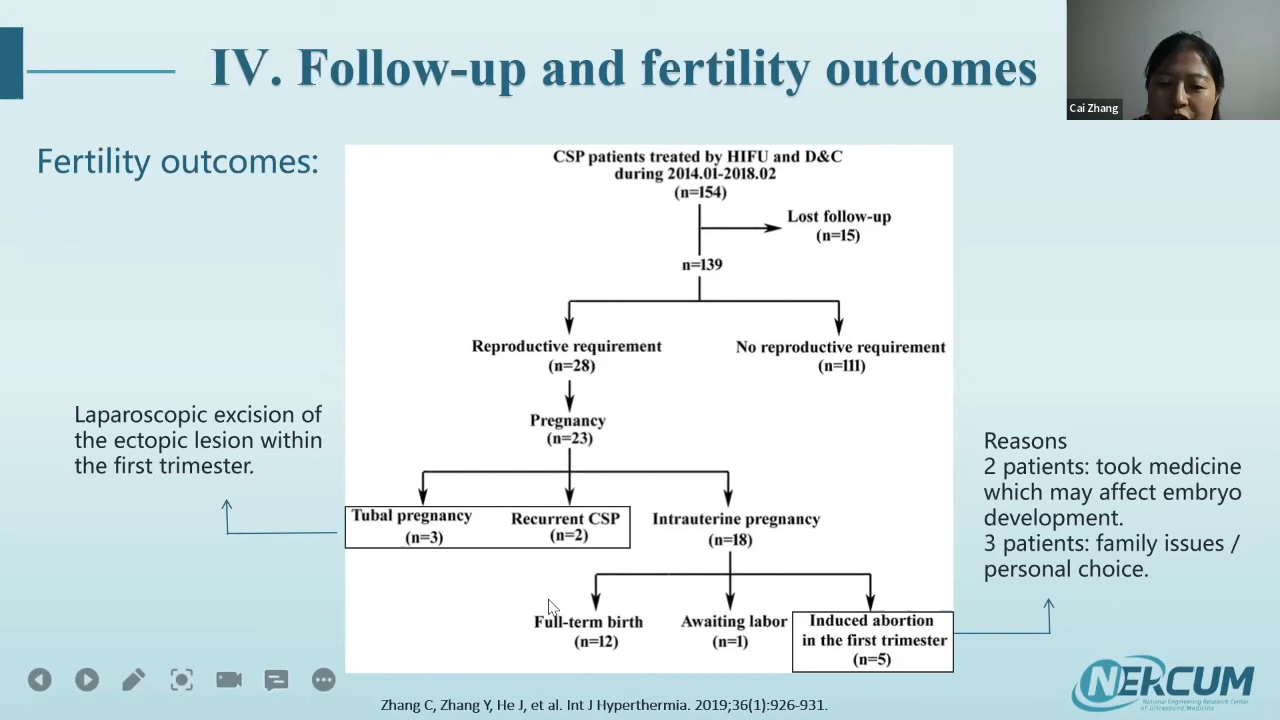 IV. Follow-up and fertility outcomes
Cai Zhang
Fertility outcomes:
CSP patients treated by HIFU and D&C
during 2014.01-2018.02
(n=154)
Lost follow-up
(n=15)
n=139
Reproductive requirement
(n=28)
No reproductive requirement
(n=111)
Pregnancy
(n=23)
Laparoscopic excision of
the ectopic lesion within
the first trimester.
Tubal pregnancy
(n=3)
Recurrent CSP
(n=2)
Intrauterine pregnancy
(n=18)
Reasons
2 patients: took medicine
which may affect embryo
development.
3 patients: family issues /
personal choice.
Full-term birth
(n=12)
Awaiting labor
(n=1)
Induced abortion
in the first trimester
(n=5)
Zhang C, Zhang Y, He J, et al. Int J Hyperthermia. 2019;36(1):926-931.
NERCUM
National Engineering Research Center
of Ultrasound Medicine